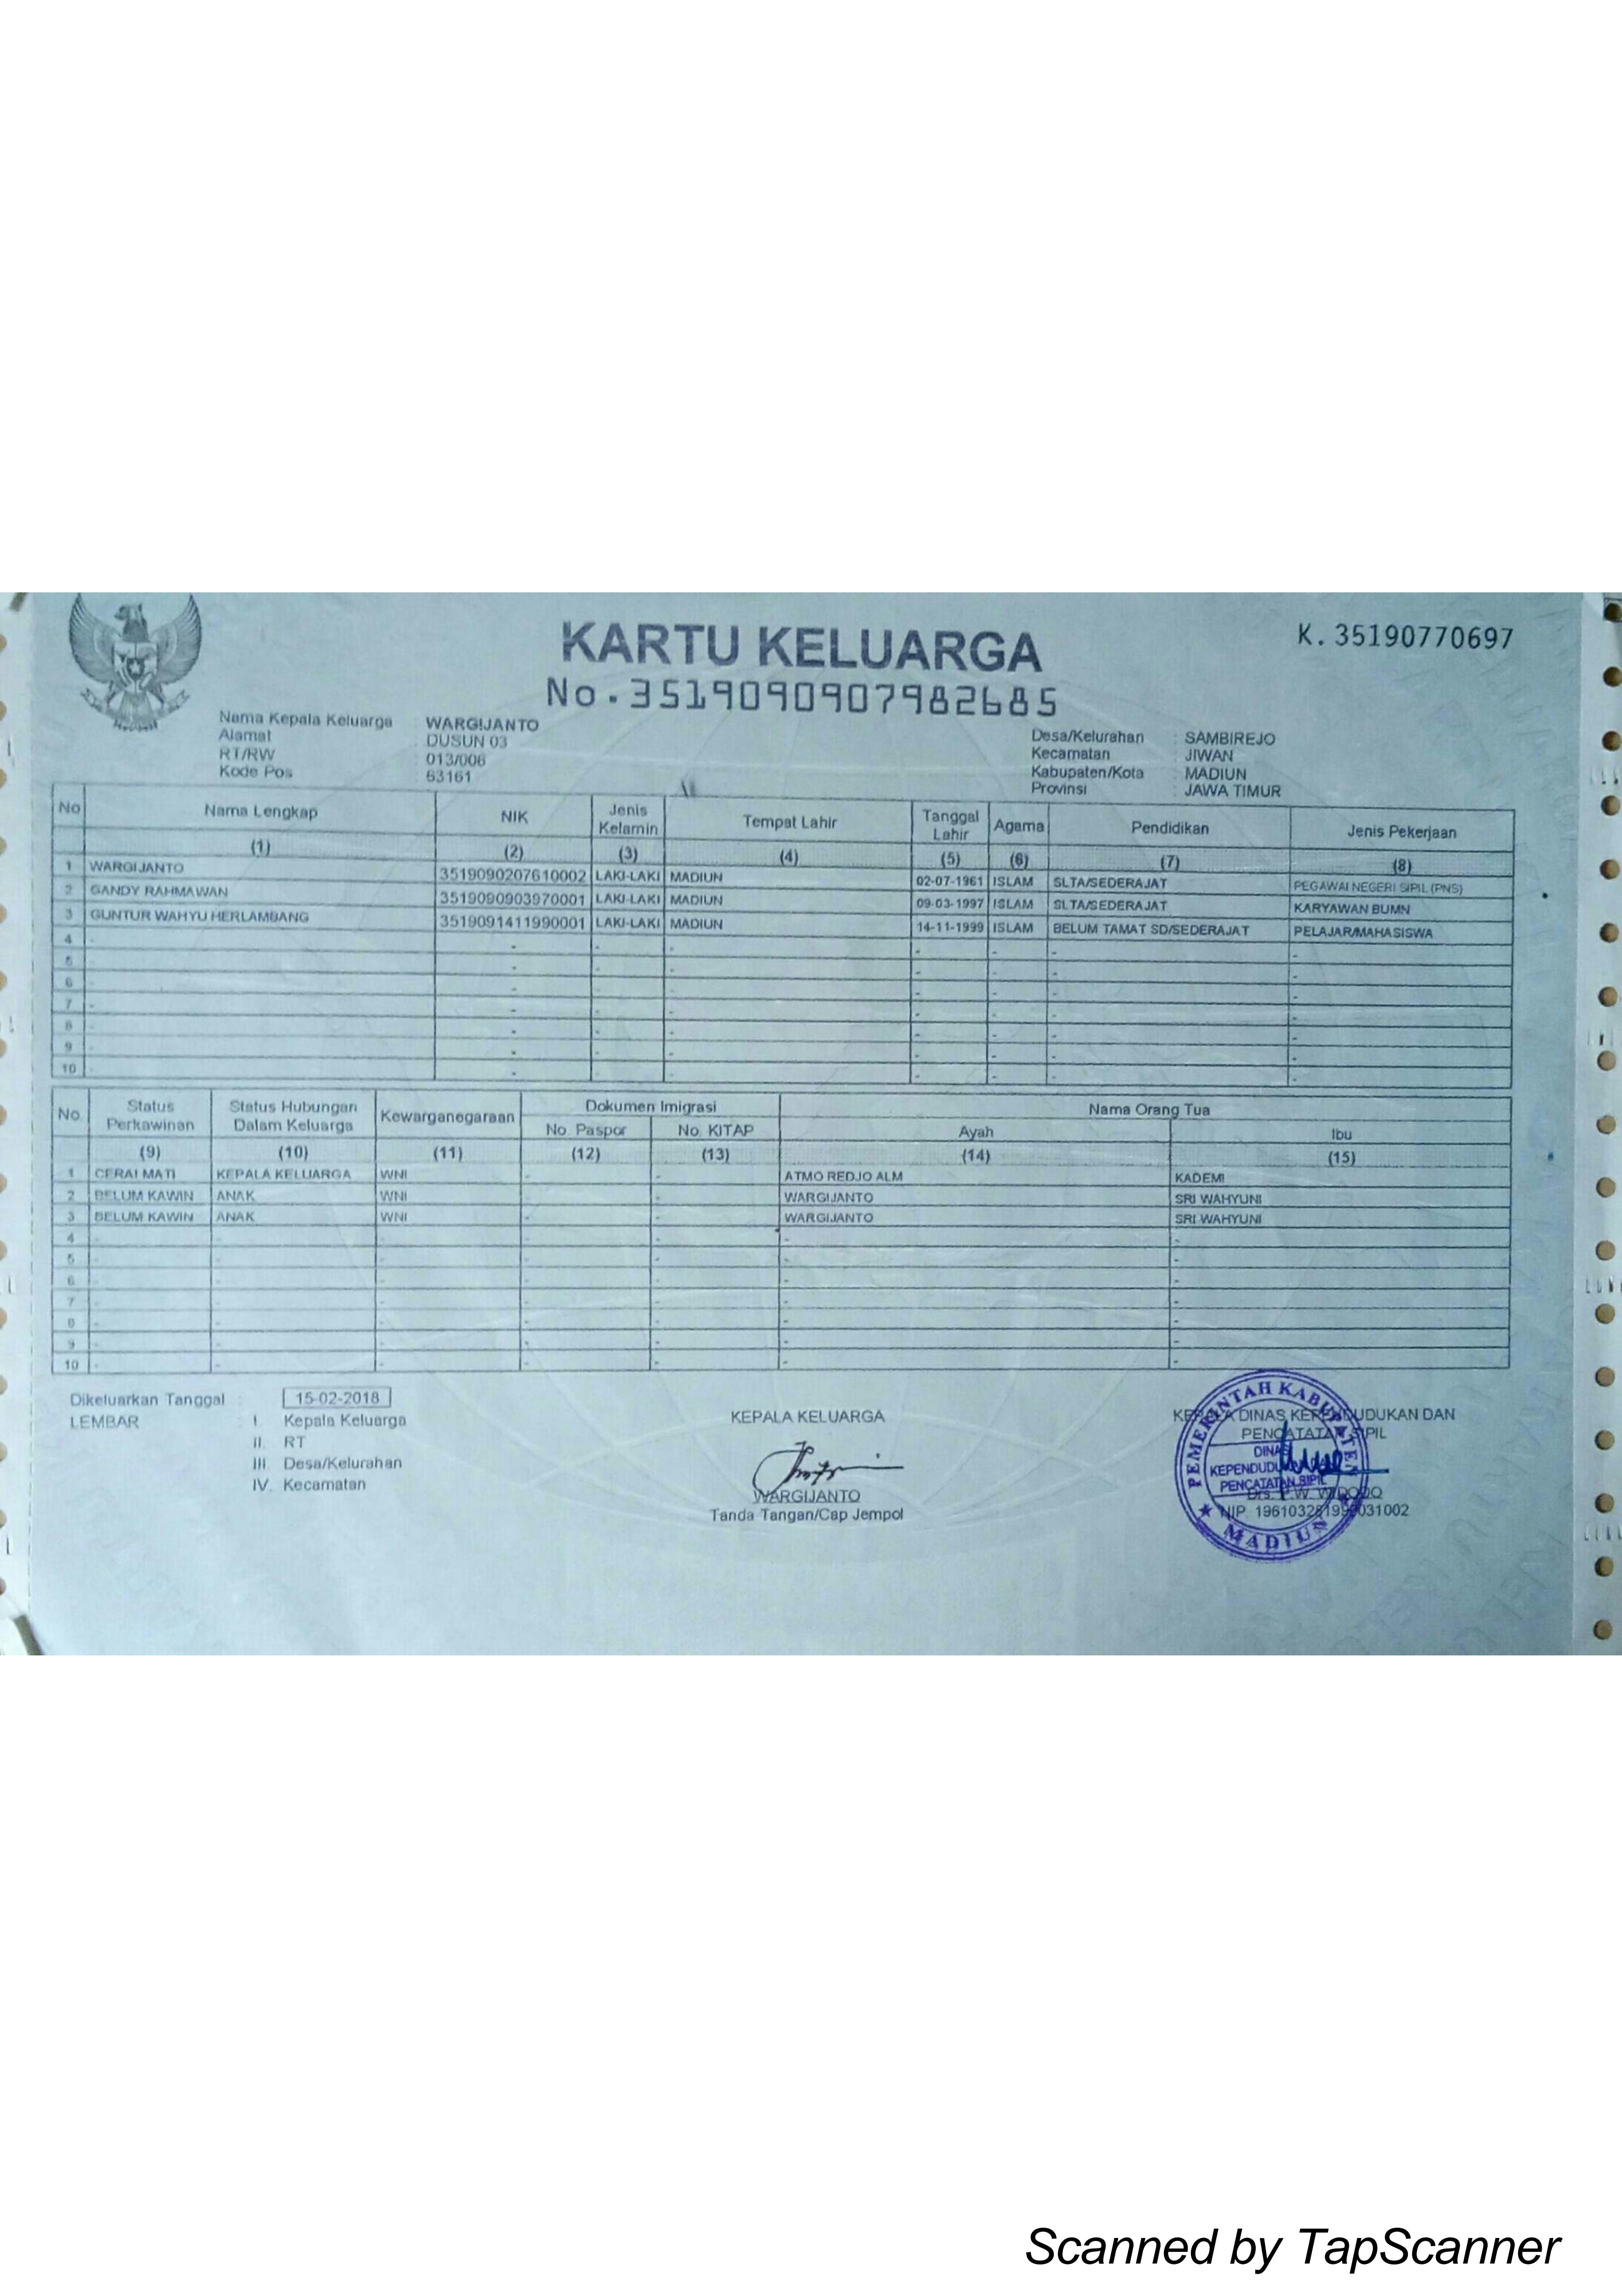 KARTU KELUARGA
K. 35190770697
No. 3519090907982685
Nama Kepala Keluarga : WARGIJANTO
Alamat : DUSUN 03
RT/RW : 013/006
Kode Pos : 63161
Desa/Kelurahan : SAMBIREJO
Kecamatan : JIWAN
Kabupaten/Kota : MADIUN
Provinsi : JAWA TIMUR
No Nama Lengkap NIK Jenis Kelamin Tempat Lahir Tanggal Lahir Agama Pendidikan Jenis Pekerjaan
(1) (2) (3) (4) (5) (6) (7) (8)
1 WARGIJANTO 3519090207610002 LAKI-LAKI MADIUN 02-07-1961 ISLAM SLTA/SEDERAJAT PEGAWAI NEGERI SIPIL (PNS)
2 GANDY RAHMAWAN 3519090903970001 LAKI-LAKI MADIUN 09-03-1997 ISLAM SLTA/SEDERAJAT KARYAWAN BUMN
3 GUNTUR WAHYU HERLAMBANG 3519091411990001 LAKI-LAKI MADIUN 14-11-1999 ISLAM BELUM TAMAT SD/SEDERAJAT PELAJAR/MAHASISWA
4 - - - - - - - -
5 - - - - - - - -
6 - - - - - - - -
7 - - - - - - - -
8 - - - - - - - -
9 - - - - - - - -
10 - - - - - - - -
No Status Perkawinan Status Hubungan Dalam Keluarga Kewarganegaraan Dokumen Imigrasi Nama Orang Tua
No. Paspor No. KITAP Ayah Ibu
(9) (10) (11) (12) (13) (14) (15)
1 CERAI MATI KEPALA KELUARGA WNI - - ATMO REDJO ALM KADEMI
2 BELUM KAWIN ANAK WNI - - WARGIJANTO SRI WAHYUNI
3 BELUM KAWIN ANAK WNI - - WARGIJANTO SRI WAHYUNI
4 - - - - - - -
5 - - - - - - -
6 - - - - - - -
7 - - - - - - -
8 - - - - - - -
9 - - - - - - -
10 - - - - - - -
Dikeluarkan Tanggal : 15-02-2018
LEMBAR : I. Kepala Keluarga
II. RT
III. Desa/Kelurahan
IV. Kecamatan
KEPALA KELUARGA
WARGIJANTO
Tanda Tangan/Cap Jempol
KEPALA DINAS KEPENDUDUKAN DAN
PENCATATAN SIPIL
PEMERINTAH KABUPATEN
DINAS
KEPENDUDUKAN
PENCATATAN SIPIL
MADIUN
WIDODO
NIP.
Scanned by TapScanner